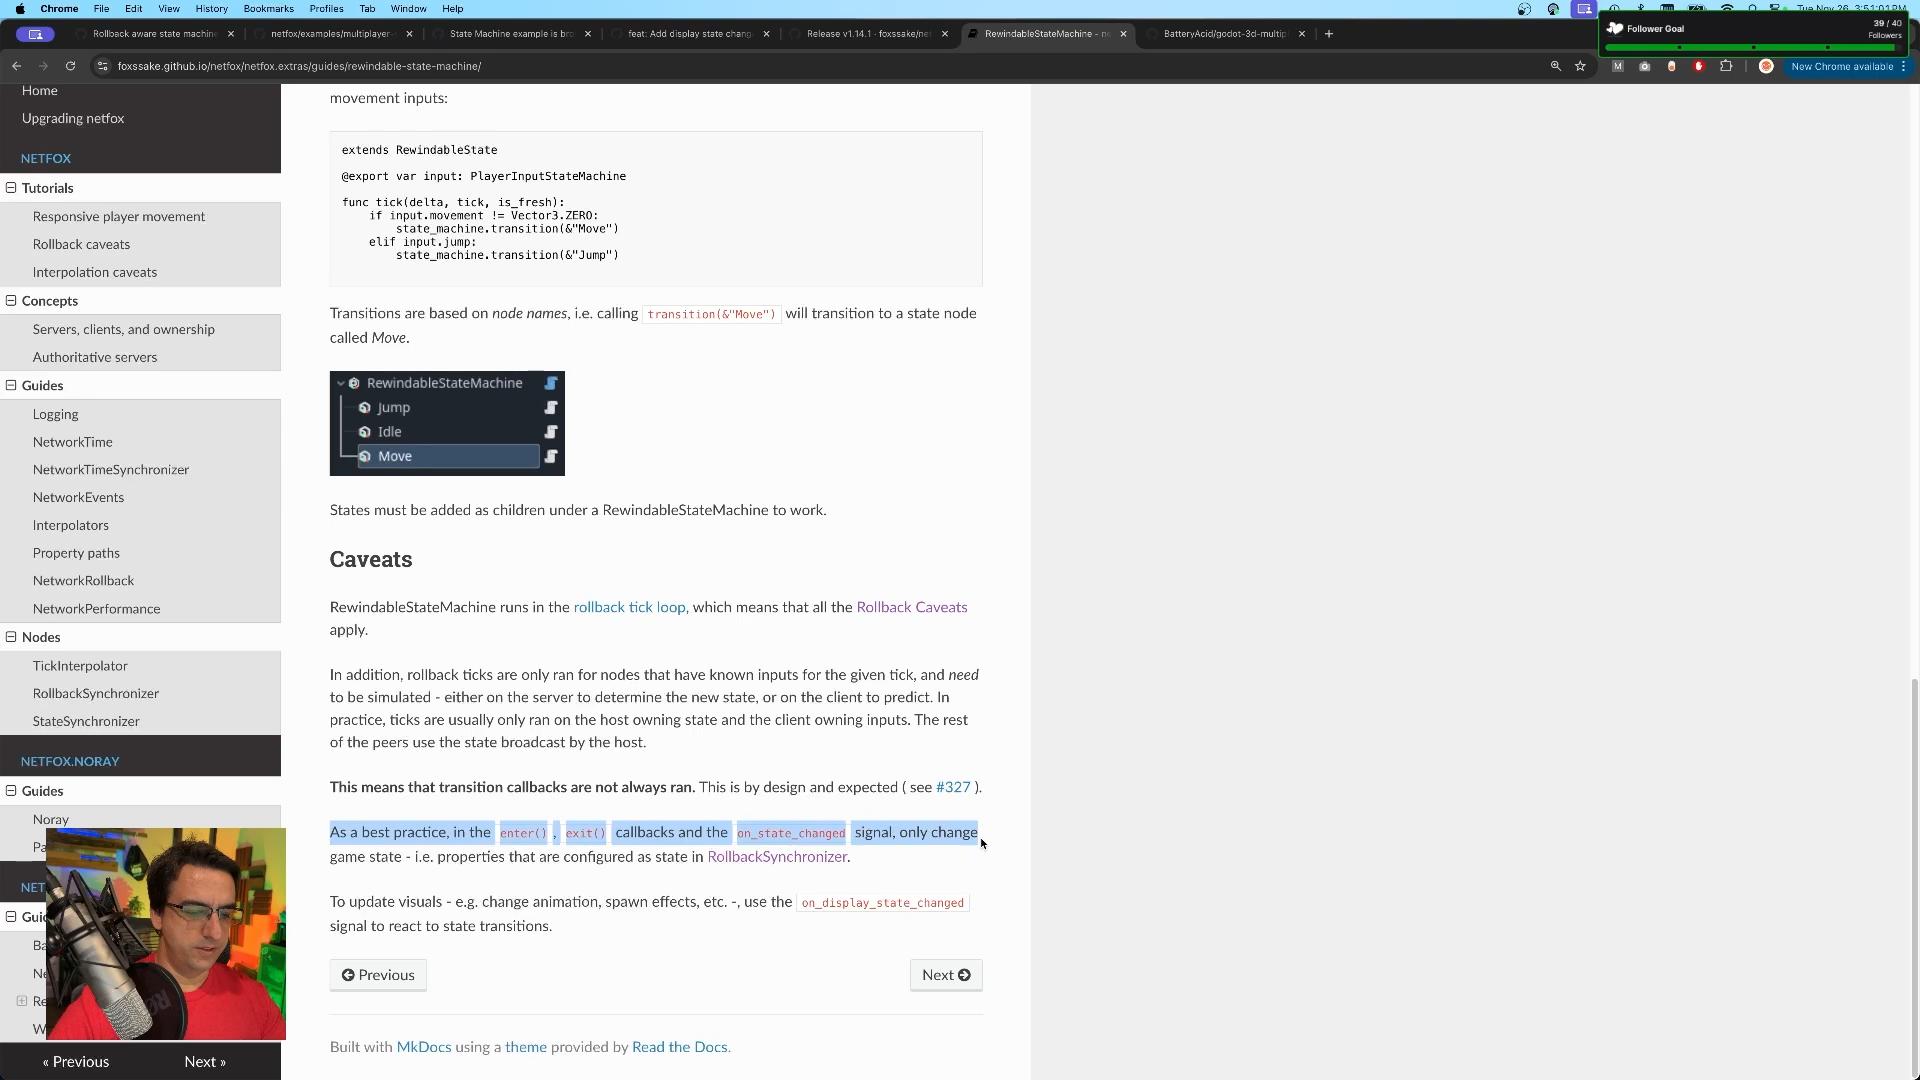 Chrome File Edit View History Bookmarks Profiles Tab Window Help
Rollback aware state machine
netfox/examples/multiplayer-
State Machine example is bro
feat: Add display state chang
Release v1.14.1 · foxssake/net
RewindableStateMachine - ne
BatteryAcid/godot-3d-multip
Follower Goal
39 / 40
Followers
foxssake.github.io/netfox/netfox.extras/guides/rewindable-state-machine/
New Chrome available
Home
Upgrading netfox
NETFOX
Tutorials
Responsive player movement
Rollback caveats
Interpolation caveats
Concepts
Servers, clients, and ownership
Authoritative servers
Guides
Logging
NetworkTime
NetworkTimeSynchronizer
NetworkEvents
Interpolators
Property paths
NetworkRollback
NetworkPerformance
Nodes
TickInterpolator
RollbackSynchronizer
StateSynchronizer
NETFOX.NORAY
Guides
Noray
Pa
NET
Guid
Ba
Ne
Re
W
« Previous Next »
movement inputs:
extends RewindableState
@export var input: PlayerInputStateMachine
func tick(delta, tick, is_fresh):
if input.movement != Vector3.ZERO:
state_machine.transition(&"Move")
elif input.jump:
state_machine.transition(&"Jump")
Transitions are based on node names, i.e. calling transition(&"Move") will transition to a state node
called Move.
RewindableStateMachine
Jump
Idle
Move
States must be added as children under a RewindableStateMachine to work.
Caveats
RewindableStateMachine runs in the rollback tick loop, which means that all the Rollback Caveats
apply.
In addition, rollback ticks are only ran for nodes that have known inputs for the given tick, and need
to be simulated - either on the server to determine the new state, or on the client to predict. In
practice, ticks are usually only ran on the host owning state and the client owning inputs. The rest
of the peers use the state broadcast by the host.
This means that transition callbacks are not always ran. This is by design and expected ( see #327 ).
As a best practice, in the enter() , exit() callbacks and the on_state_changed signal, only change
game state - i.e. properties that are configured as state in RollbackSynchronizer.
To update visuals - e.g. change animation, spawn effects, etc. -, use the on_display_state_changed
signal to react to state transitions.
Previous Next
Built with MkDocs using a theme provided by Read the Docs.